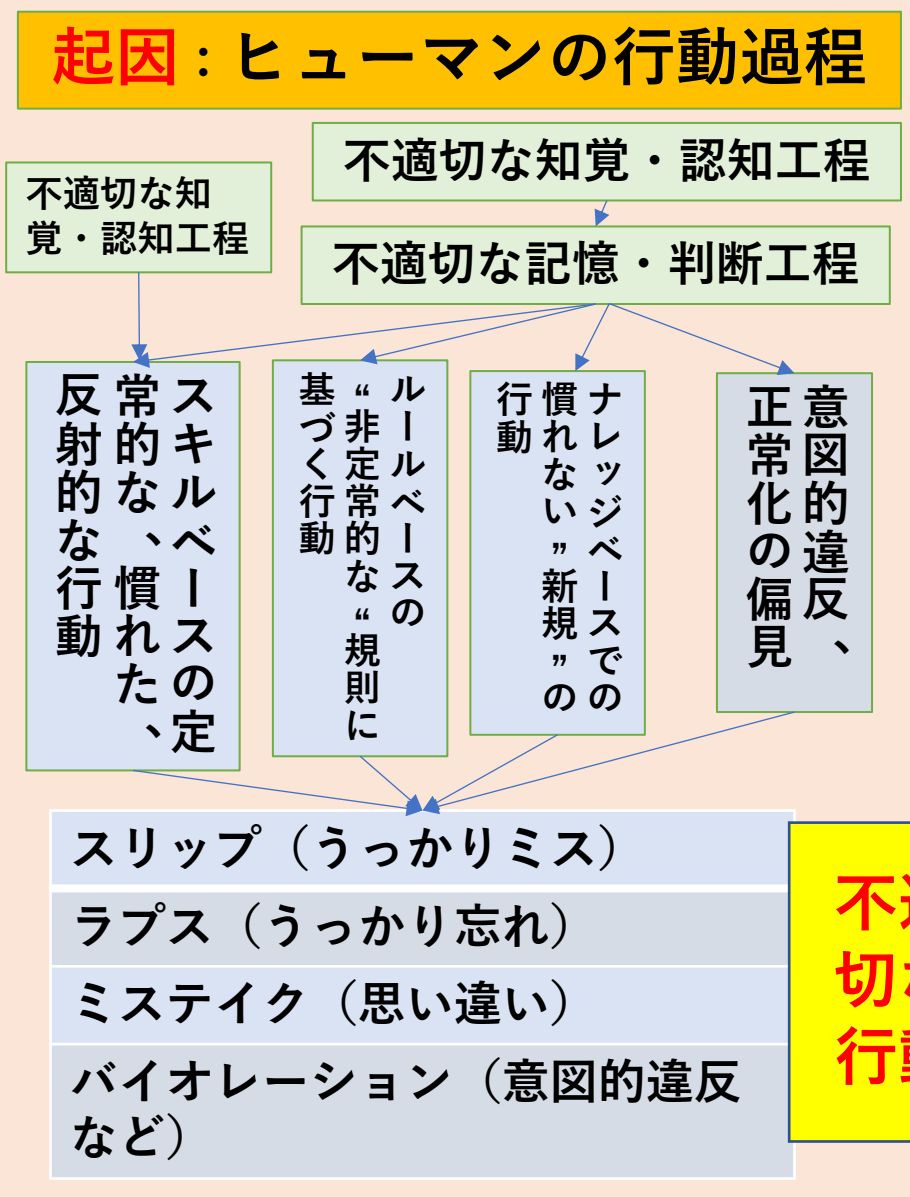 起因：ヒューマンの行動過程
不適切な知覚・認知工程
不適切な知
覚・認知工程
不適切な記憶・判断工程
スキルベースの定
常的な、慣れた、
反射的な行動
ルールベースの
“非定常的な“規則に
基づく行動
ナレッジベースでの
慣れない”新規”の
行動
意図的違反、
正常化の偏見
スリップ（うっかりミス）
ラプス（うっかり忘れ）
ミステイク（思い違い）
バイオレーション（意図的違反
など）
不
切
行